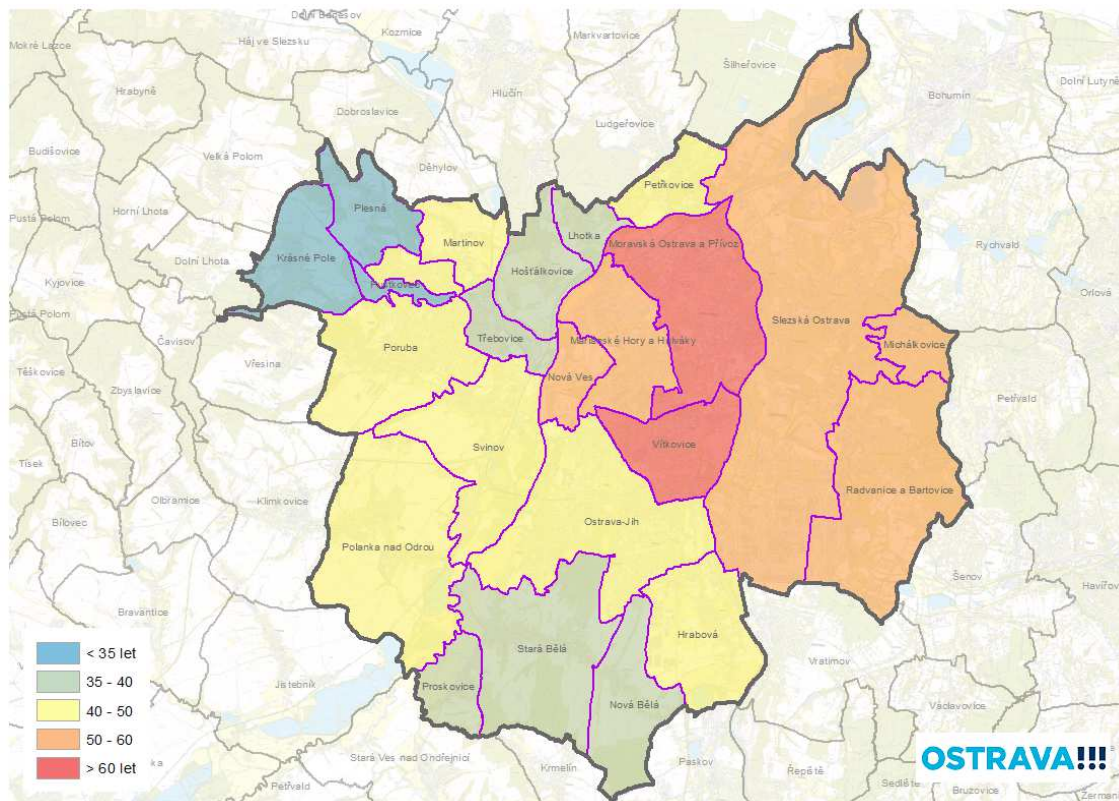 Dolní Benešov
Kozmice
Mokré Lazce
Háj ve Slezsku
Markvartovice
Šilheřovice
Dolní Lutyně
Hrabyně
Hlučín
Bohumín
Dobroslavice
Ludgeřovice
Budišovice
Velká Polom
Děhylov
Petřkovice
Pustá Polom
Horní Lhota
Plesná
Martinov
Lhotka
Moravská Ostrava a Přívoz
Rychvald
Dolní Lhota
Krásné Pole
Hošťálkovice
Kyjovice
Pustkovec
Orlová
Pustá Polom
Slezská Ostrava
Čavisov
Třebovice
Mariánské Hory a Hulváky
Michálkovice
Poruba
Těškovice
Vřesina
Nová Ves
Zbyslavice
Petřvald
Bítov
Svinov
Vítkovice
Tísek
Olbramice
Klimkovice
Radvanice a Bartovice
Bílovec
Ostrava-Jih
Polanka nad Odrou
Šenov
Havířov
Bravantice
Hrabová
< 35 let
Stará Bělá
Vratimov
35 - 40
Jistebník
Proskovice
Nová Bělá
Václavovice
40 - 50
50 - 60
Stará Ves nad Ondřejnicí
Krmelín
Paskov
OSTRAVA!!!
> 60 let
Řepiště
Petřvald
Sedliště
Bruzovice